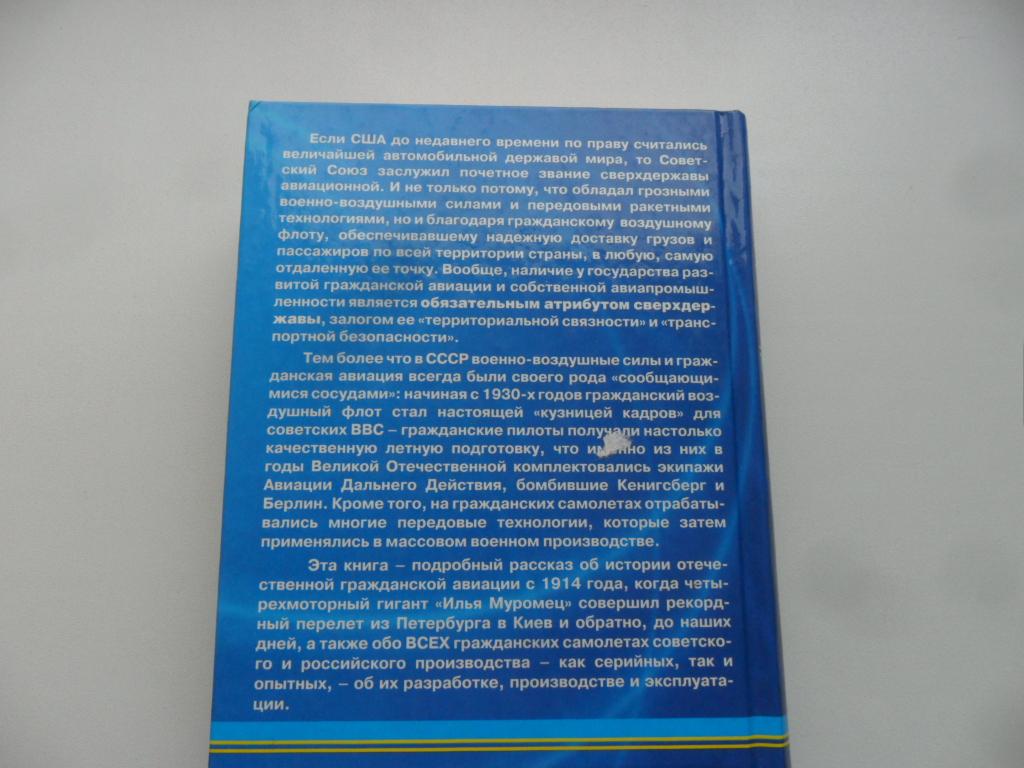 Если США до недавнего времени по праву считались
величайшей автомобильной державой мира, то Совет-
ский Союз заслужил почетное звание сверхдержавы
авиационной. И не только потому, что обладал грозными
военно-воздушными силами и передовыми ракетными
технологиями, но и благодаря гражданскому воздушному
флоту, обеспечивавшему надежную доставку грузов и
пассажиров по всей территории страны, в любую, самую
отдаленную ее точку. Вообще, наличие у государства раз-
витой гражданской авиации и собственной авиапромыш-
ленности является обязательным атрибутом сверхдер-
жавы, залогом ее «территориальной связности» и «транс-
портной безопасности».
Тем более что в СССР военно-воздушные силы и граж-
данская авиация всегда были своего рода «сообщающи-
мися сосудами»: начиная с 1930-х годов гражданский воз-
душный флот стал настоящей «кузницей кадров» для
советских ВВС – гражданские пилоты получали настолько
качественную летную подготовку, что именно из них в
годы Великой Отечественной комплектовались экипажи
Авиации Дальнего Действия, бомбившие Кенигсберг и
Берлин. Кроме того, на гражданских самолетах отрабаты-
вались многие передовые технологии, которые затем
применялись в массовом военном производстве.
Эта книга – подробный рассказ об истории отече-
ственной гражданской авиации с 1914 года, когда четы-
рехмоторный гигант «Илья Муромец» совершил рекорд-
ный перелет из Петербурга в Киев и обратно, до наших
дней, а также обо ВСЕХ гражданских самолетах советско-
го и российского производства – как серийных, так и
опытных, – об их разработке, производстве и эксплуата-
ции.